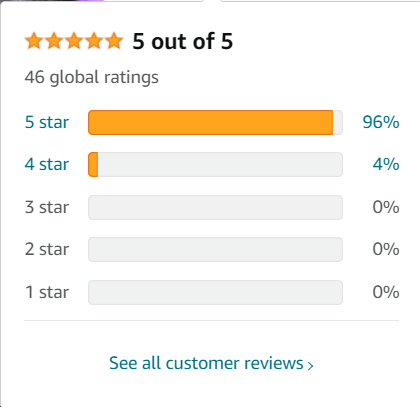 5 out of 5
46 global ratings
5 star 96%
4 star 4%
3 star 0%
2 star 0%
1 star 0%
See all customer reviews ›